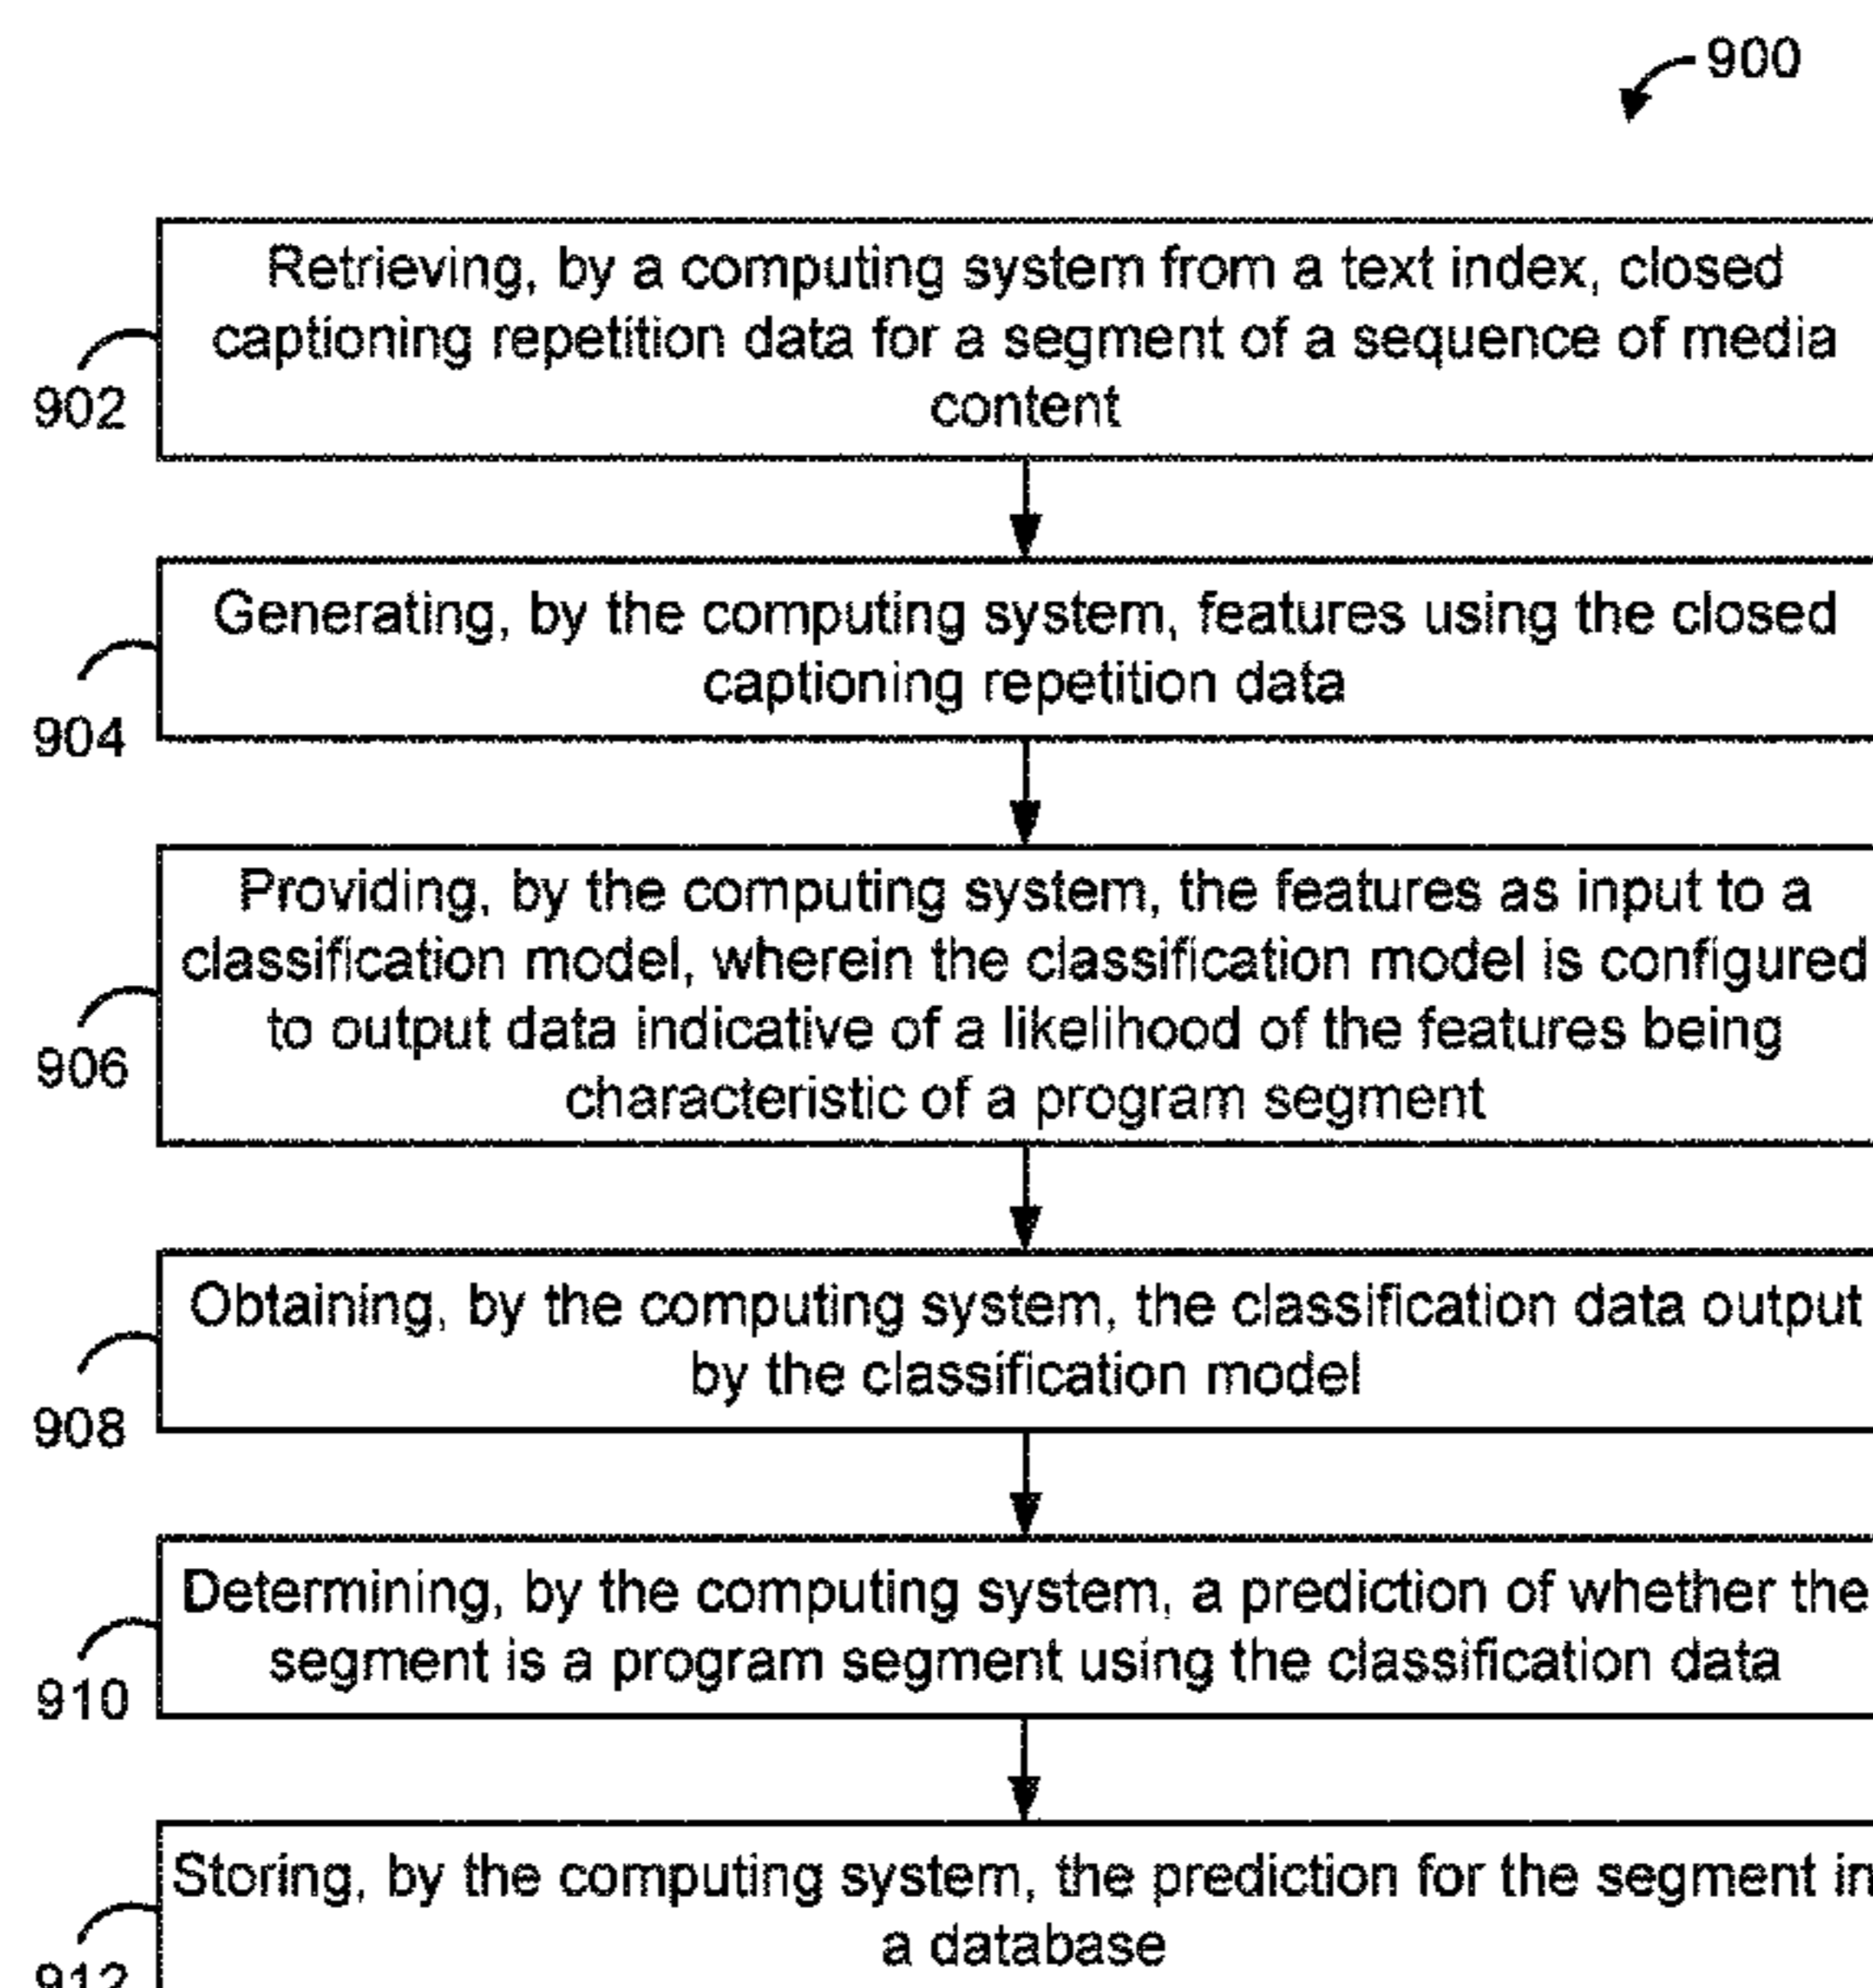 900
Retrieving, by a computing system from a text index, closed
captioning repetition data for a segment of a sequence of media
content
902
Generating, by the computing system, features using the closed
captioning repetition data
904
Providing, by the computing system, the features as input to a
classification model, wherein the classification model is configured
to output data indicative of a likelihood of the features being
characteristic of a program segment
906
Obtaining, by the computing system, the classification data output
by the classification model
908
Determining, by the computing system, a prediction of whether the
segment is a program segment using the classification data
910
Storing, by the computing system, the prediction for the segment in
a database
912